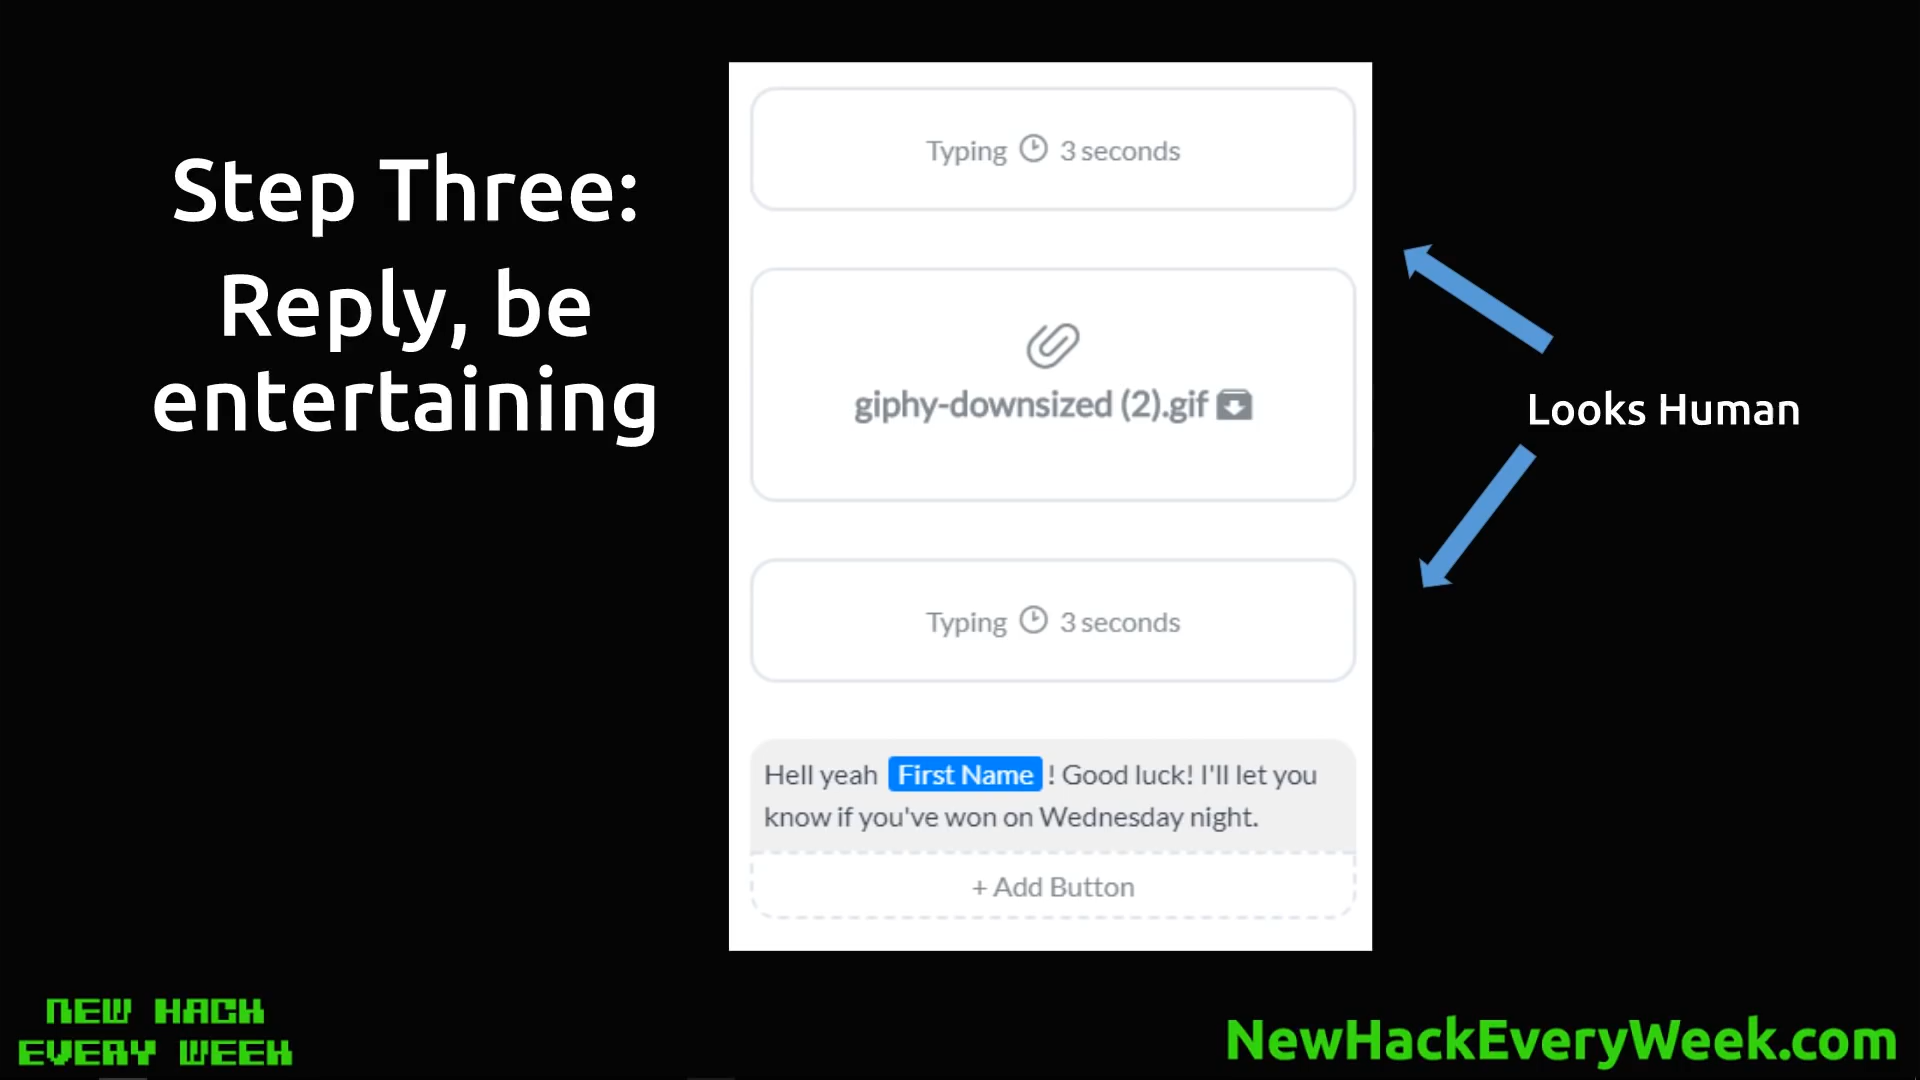 Step Three:
Reply, be
entertaining
Typing 3 seconds
giphy-downsized (2).gif
Typing 3 seconds
Hell yeah First Name ! Good luck! I'll let you
know if you've won on Wednesday night.
+ Add Button
Looks Human
NEW HACK
EVERY WEEK
NewHackEveryWeek.com